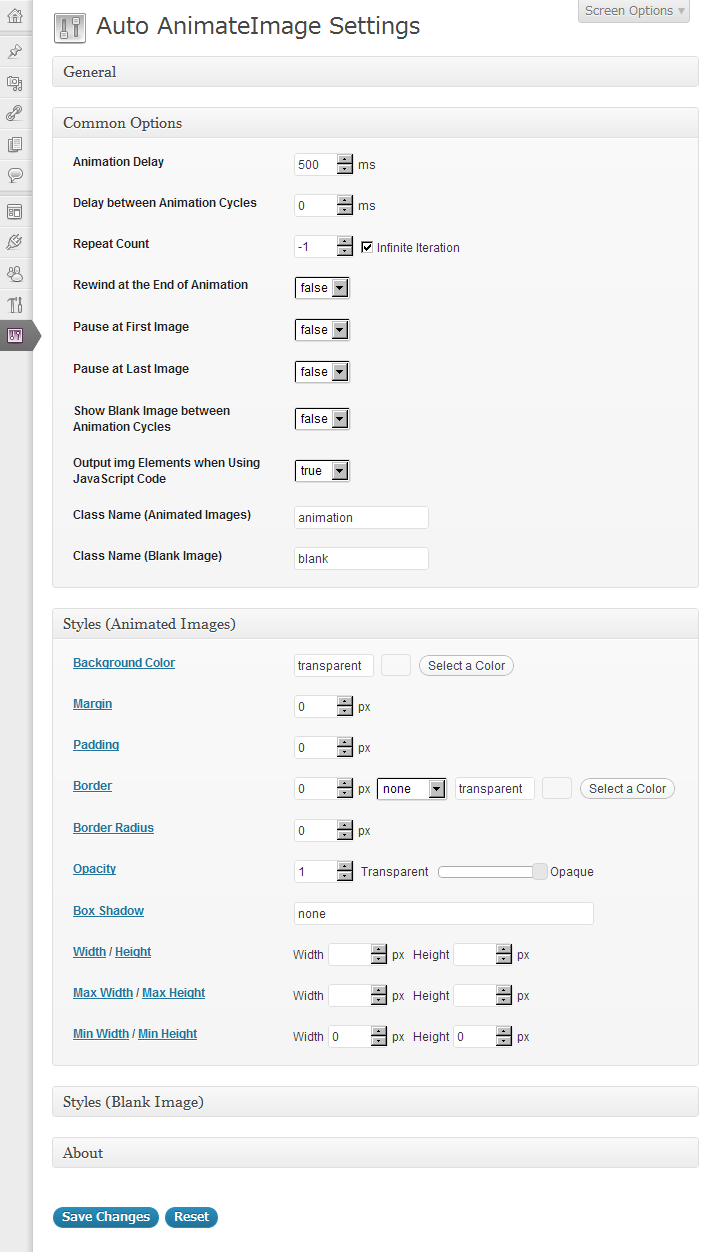 Screen Options ▼
Auto AnimateImage Settings
General
Common Options
Animation Delay 500 ms
Delay between Animation Cycles 0 ms
Repeat Count -1 Infinite Iteration
Rewind at the End of Animation false
Pause at First Image false
Pause at Last Image false
Show Blank Image between
Animation Cycles false
Output img Elements when Using
JavaScript Code true
Class Name (Animated Images) animation
Class Name (Blank Image) blank
Styles (Animated Images)
Background Color transparent Select a Color
Margin 0 px
Padding 0 px
Border 0 px none transparent Select a Color
Border Radius 0 px
Opacity 1 Transparent Opaque
Box Shadow none
Width / Height Width px Height px
Max Width / Max Height Width px Height px
Min Width / Min Height Width 0 px Height 0 px
Styles (Blank Image)
About
Save Changes Reset